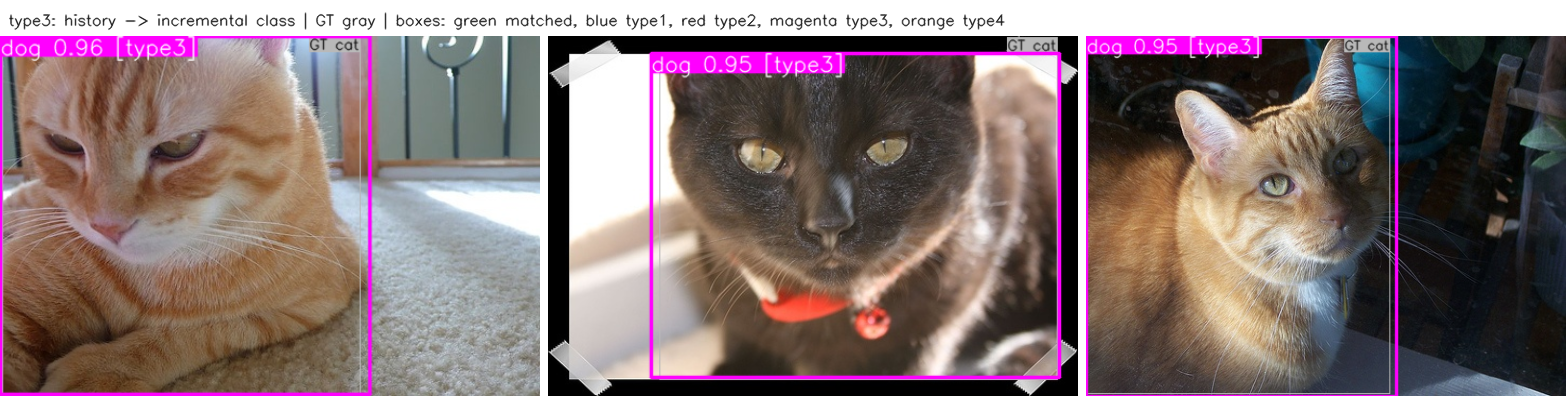 type3: history -> incremental class | GT gray | boxes: green matched, blue type1, red type2, magenta type3, orange type4
dog 0.96 [type3]
GT cat
dog 0.95 [type3]
GT cat
dog 0.95 [type3]
GT cat